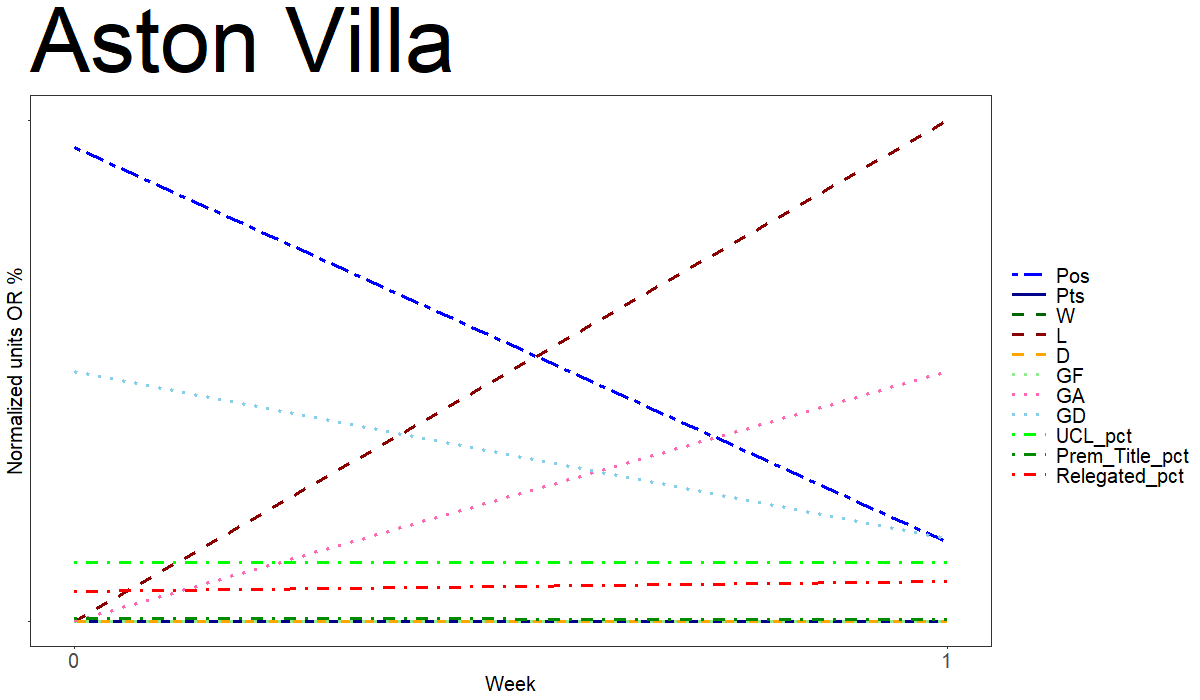 Aston Villa
Normalized units OR %
Pos
Pts
W
L
D
GF
GA
GD
UCL_pct
Prem_Title_pct
Relegated_pct
0
1
Week